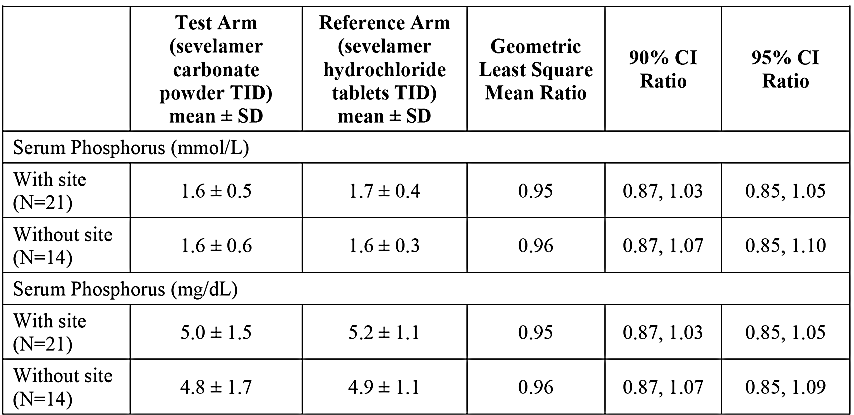 Test Arm (sevelamer carbonate powder TID) mean ± SD
Reference Arm (sevelamer hydrochloride tablets TID) mean ± SD
Geometric Least Square Mean Ratio
90% CI Ratio
95% CI Ratio
Serum Phosphorus (mmol/L)
With site (N=21) 1.6 ± 0.5 1.7 ± 0.4 0.95 0.87, 1.03 0.85, 1.05
Without site (N=14) 1.6 ± 0.6 1.6 ± 0.3 0.96 0.87, 1.07 0.85, 1.10
Serum Phosphorus (mg/dL)
With site (N=21) 5.0 ± 1.5 5.2 ± 1.1 0.95 0.87, 1.03 0.85, 1.05
Without site (N=14) 4.8 ± 1.7 4.9 ± 1.1 0.96 0.87, 1.07 0.85, 1.09